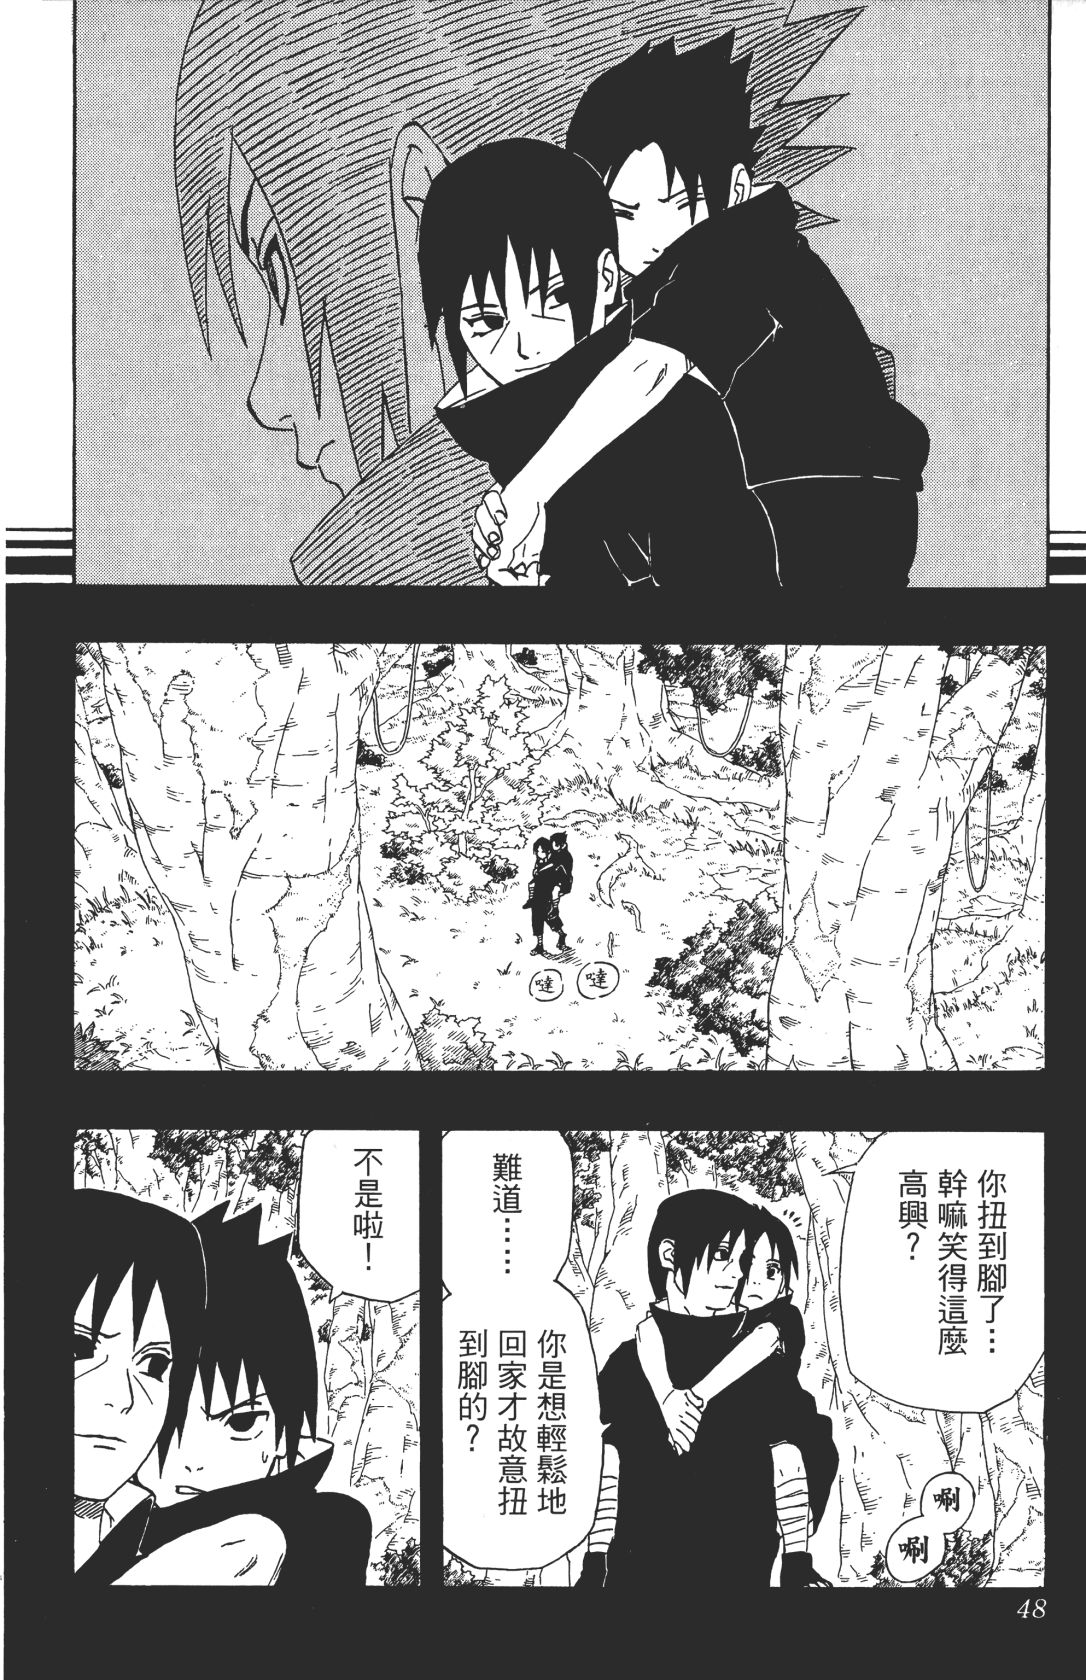 噠
噠
你扭到腳了…
幹嘛笑得這麼
高興？
難道……
你是想輕鬆地
回家才故意扭
到腳的？
唰
唰
不是啦！
48